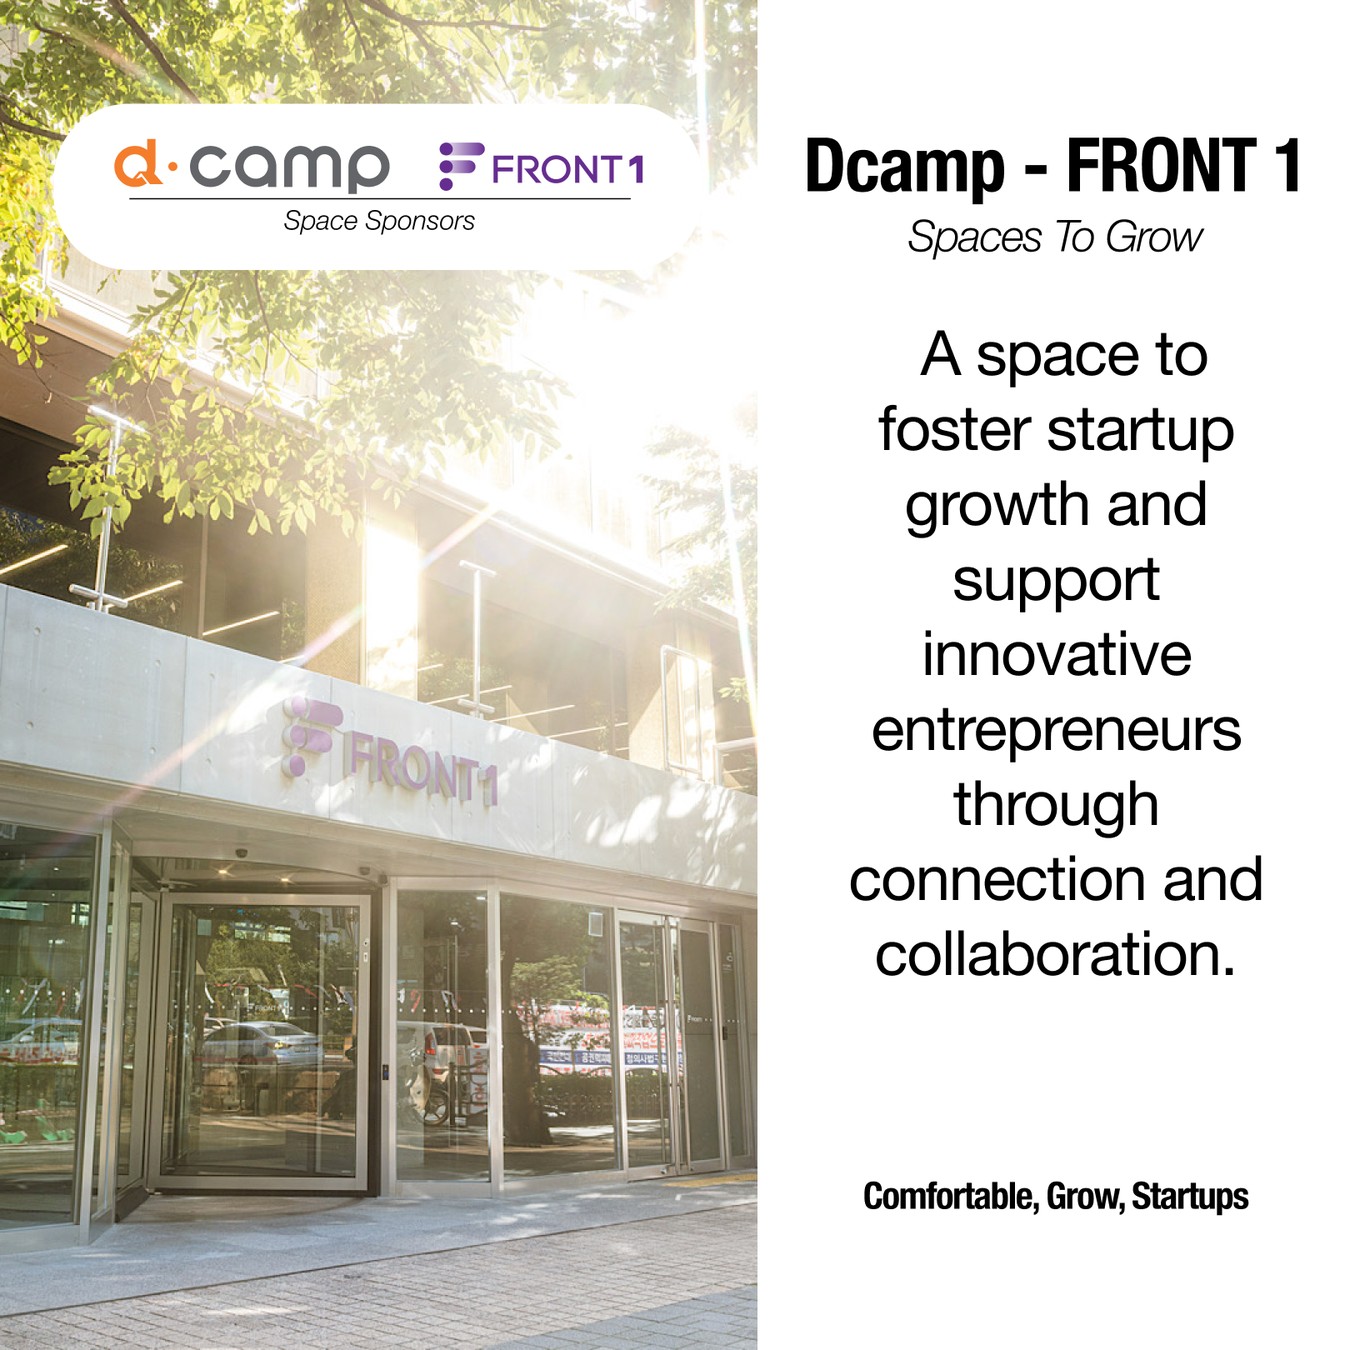 d·camp FRONT1
Space Sponsors
Dcamp - FRONT 1
Spaces To Grow
A space to
foster startup
growth and
support
innovative
entrepreneurs
through
connection and
collaboration.
FRONT1
Comfortable, Grow, Startups